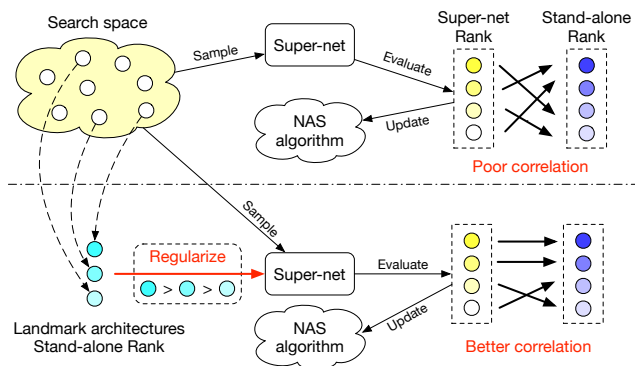 Search space
Sample
Super-net
Evaluate
NAS
algorithm
Update
Super-net
Rank
Stand-alone
Rank
Poor correlation
Sample
Regularize
> >
Super-net
Evaluate
NAS
algorithm
Update
Landmark architectures
Stand-alone Rank
Better correlation